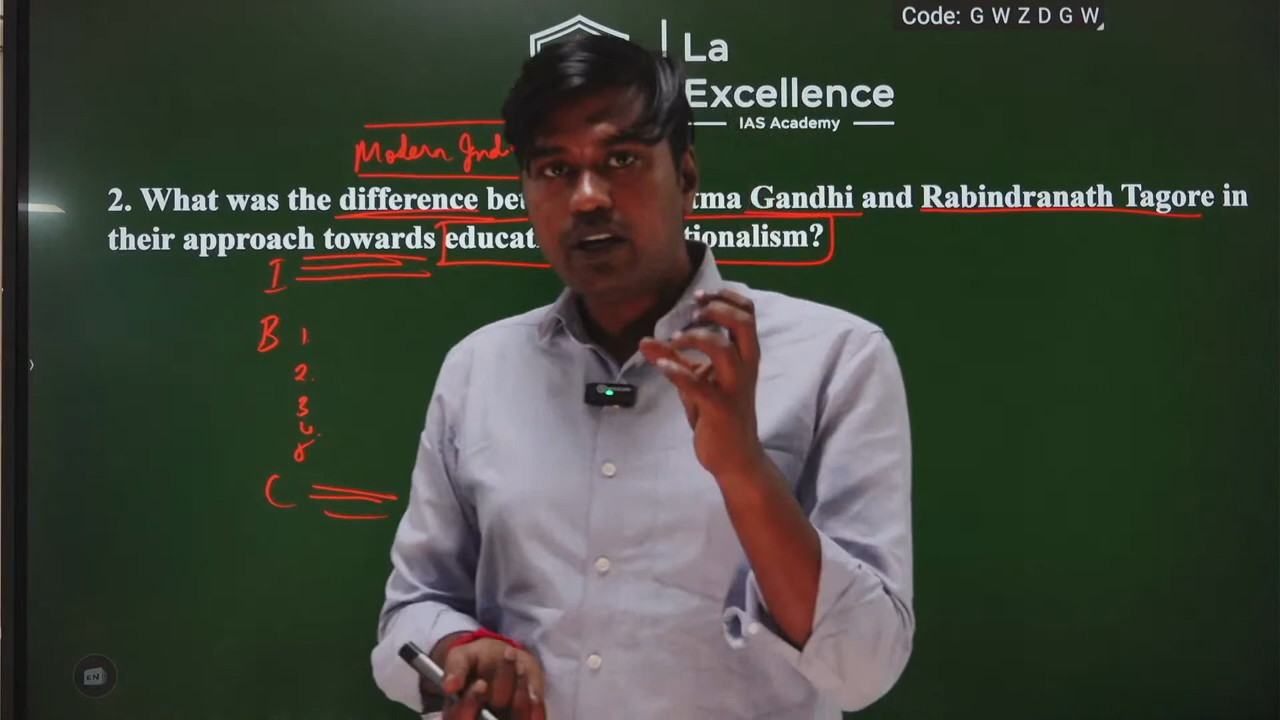 Code: G W Z D G W
La
Excellence
IAS Academy
Modern Ind
2. What was the difference bet tma Gandhi and Rabindranath Tagore in
their approach towards educat tionalism?
I
B 1.
2.
3
4.
5
C
EN